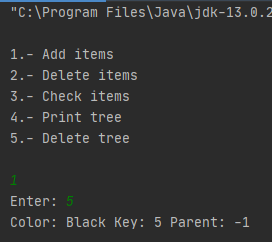 "C:\Program Files\Java\jdk-13.0.2
1.- Add items
2.- Delete items
3.- Check items
4.- Print tree
5.- Delete tree
1
Enter: 5
Color: Black Key: 5 Parent: -1